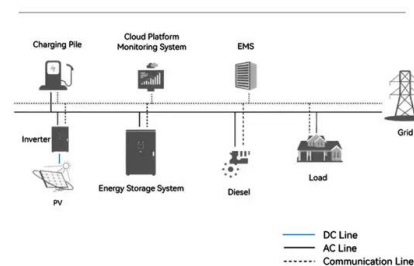 Charging Pile
Cloud Platform
Monitoring System
EMS
Grid
Inverter
PV
Energy Storage System
Diesel
Load
DC Line
AC Line
Communication Line